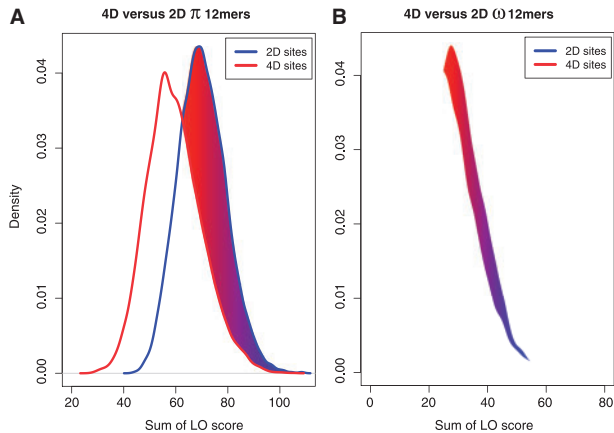 A
4D versus 2D π 12mers
2D sites
4D sites
Density
0.00
0.01
0.02
0.03
0.04
20
40
60
80
100
Sum of LO score
B
4D versus 2D ω 12mers
2D sites
4D sites
0.00
0.01
0.02
0.03
0.04
0
20
40
60
80
Sum of LO score